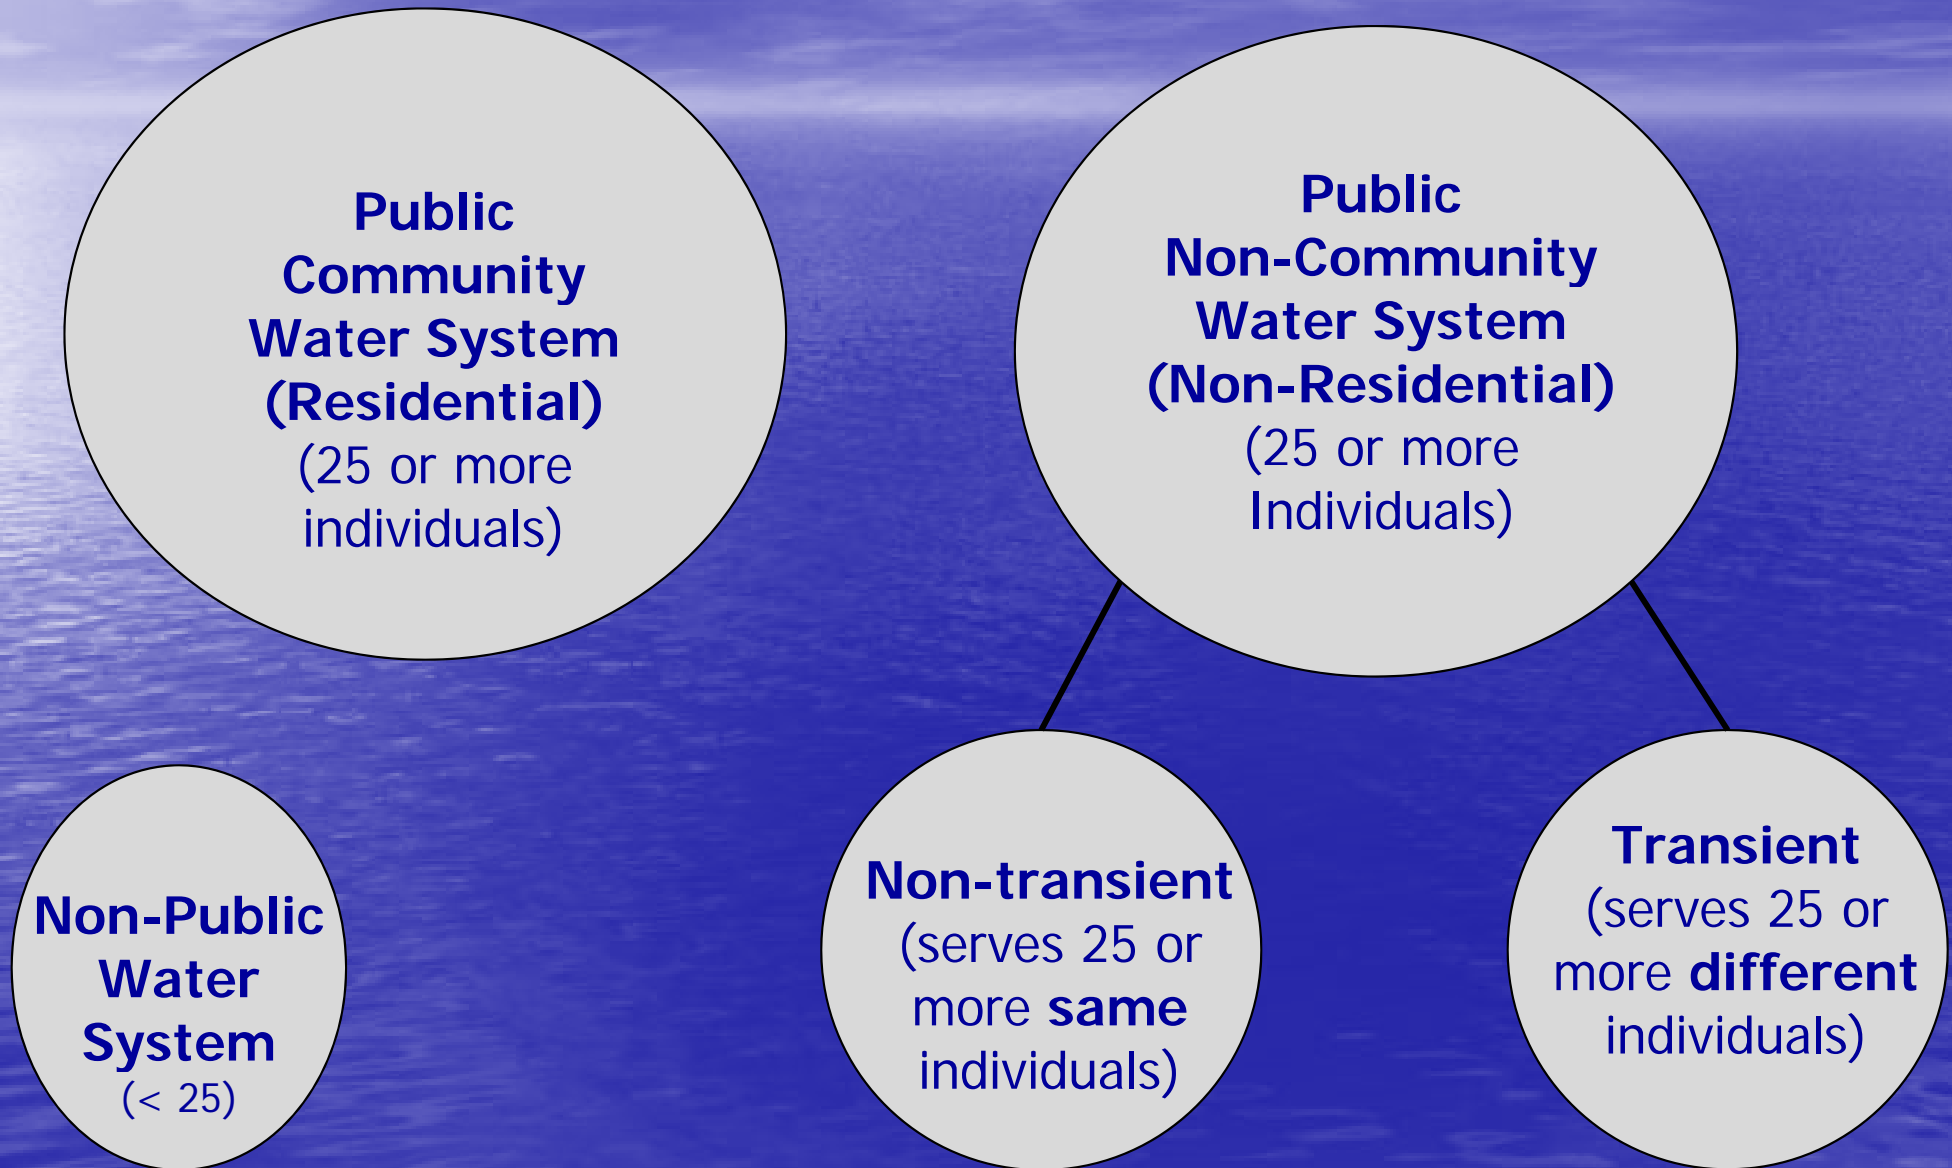 Public
Community
Water System
(Residential)
(25 or more
individuals)
Public
Non-Community
Water System
(Non-Residential)
(25 or more
Individuals)
Non-Public
Water
System
(< 25)
Non-transient
(serves 25 or
more same
individuals)
Transient
(serves 25 or
more different
individuals)